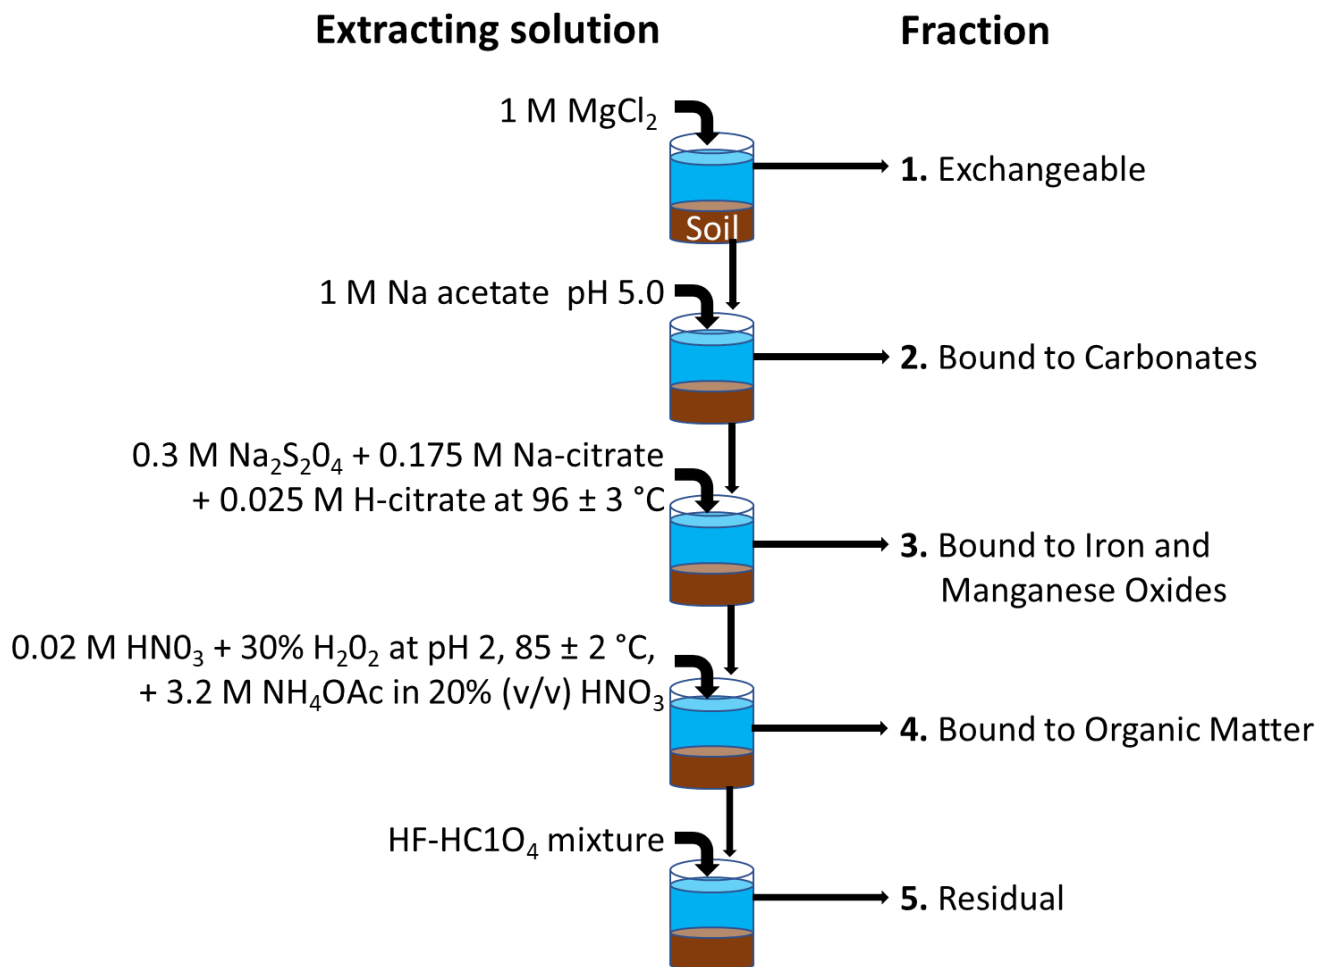 Extracting solution
Fraction
1 M MgCl₂
1. Exchangeable
Soil
1 M Na acetate pH 5.0
2. Bound to Carbonates
0.3 M Na₂S₂0₄ + 0.175 M Na-citrate
+ 0.025 M H-citrate at 96 ± 3 °C
3. Bound to Iron and
Manganese Oxides
0.02 M HN0₃ + 30% H₂O₂ at pH 2, 85 ± 2 °C,
+ 3.2 M NH₄OAc in 20% (v/v) HNO₃
4. Bound to Organic Matter
HF-HC1O₄ mixture
5. Residual